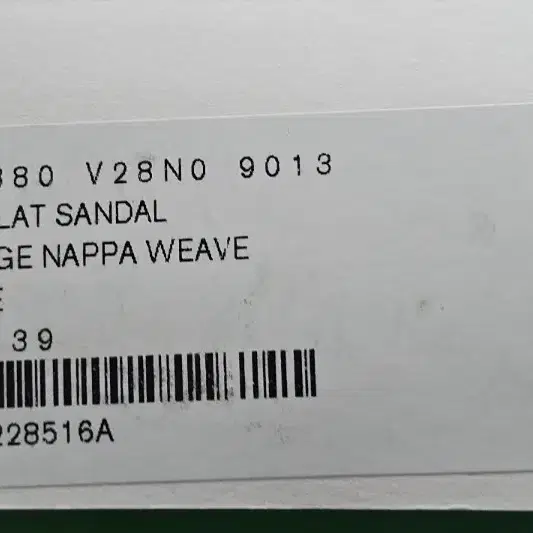 380 V28N0 9013
LAT SANDAL
GE NAPPA WEAVE
E
39
228516A